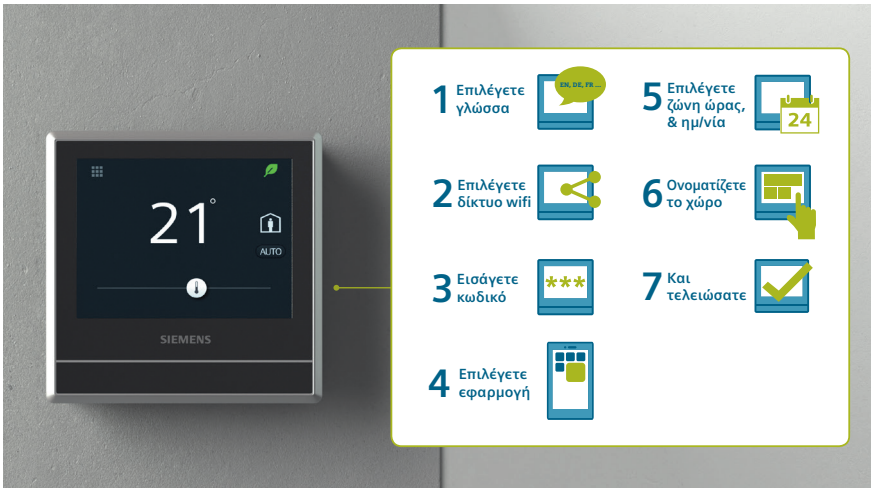 21°
AUTO
SIEMENS
1 Επιλέγετε
γλώσσα
EN, DE, FR ...
2 Επιλέγετε
δίκτυο wifi
3 Εισάγετε
κωδικό
***
4 Επιλέγετε
εφαρμογή
5 Επιλέγετε
ζώνη ώρας,
& ημ/νία
24
6 Ονοματίζετε
το χώρο
7 Και
τελειώσατε